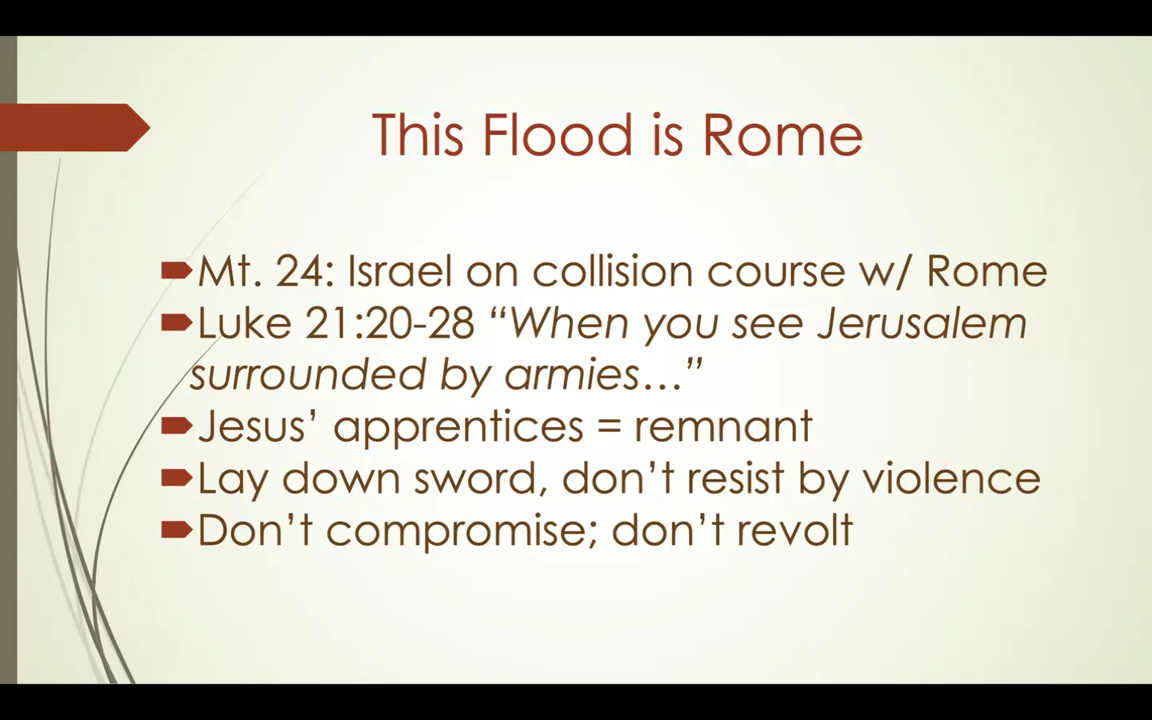 This Flood is Rome
Mt. 24: Israel on collision course w/ Rome
Luke 21:20-28 “When you see Jerusalem
surrounded by armies…”
Jesus’ apprentices = remnant
Lay down sword, don’t resist by violence
Don’t compromise; don’t revolt